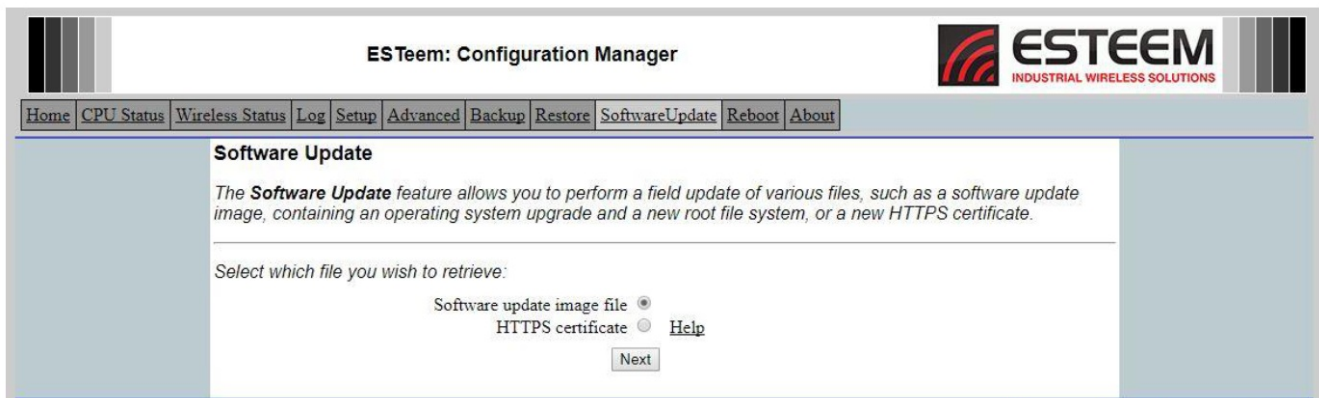 ESTeem: Configuration Manager
ESTEEM
INDUSTRIAL WIRELESS SOLUTIONS
Home CPU Status Wireless Status Log Setup Advanced Backup Restore SoftwareUpdate Reboot About
Software Update
The Software Update feature allows you to perform a field update of various files, such as a software update
image, containing an operating system upgrade and a new root file system, or a new HTTPS certificate.
Select which file you wish to retrieve:
Software update image file
HTTPS certificate Help
Next